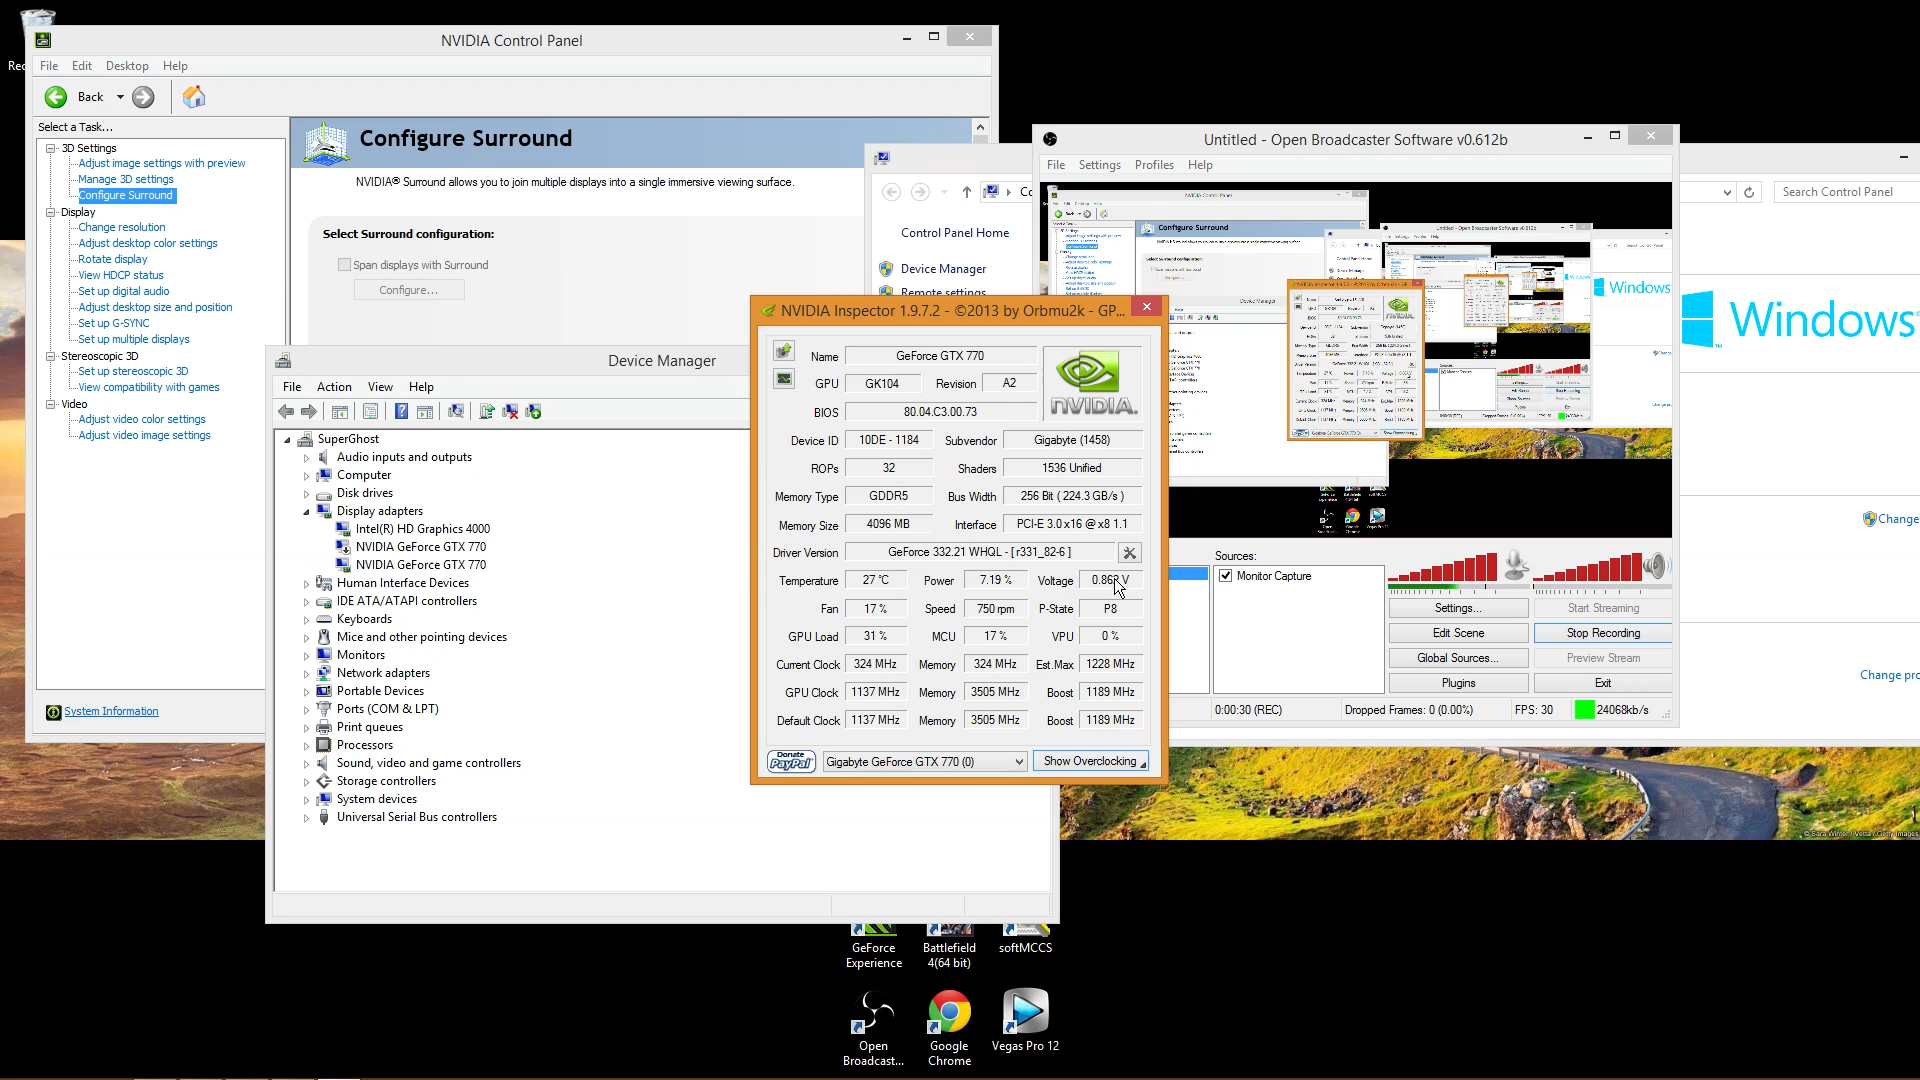 NVIDIA Control Panel
File Edit Desktop Help
Back
Select a Task...
3D Settings
Adjust image settings with preview
Manage 3D settings
Configure Surround
Display
Change resolution
Adjust desktop color settings
Rotate display
View HDCP status
Set up digital audio
Adjust desktop size and position
Set up G-SYNC
Set up multiple displays
Stereoscopic 3D
Set up stereoscopic 3D
View compatibility with games
Video
Adjust video color settings
Adjust video image settings
System Information
Configure Surround
NVIDIA® Surround allows you to join multiple displays into a single immersive viewing surface.
Select Surround configuration:
Span displays with Surround
Configure...
Control Panel Home
Device Manager
Remote settings
Search Control Panel
Windows
Change
Change pro
Device Manager
File Action View Help
SuperGhost
Audio inputs and outputs
Computer
Disk drives
Display adapters
Intel(R) HD Graphics 4000
NVIDIA GeForce GTX 770
NVIDIA GeForce GTX 770
Human Interface Devices
IDE ATA/ATAPI controllers
Keyboards
Mice and other pointing devices
Monitors
Network adapters
Portable Devices
Ports (COM & LPT)
Print queues
Processors
Sound, video and game controllers
Storage controllers
System devices
Universal Serial Bus controllers
NVIDIA Inspector 1.9.7.2 - ©2013 by Orbmu2k - GP...
Name GeForce GTX 770
GPU GK104 Revision A2
BIOS 80.04.C3.00.73
NVIDIA.
Device ID 10DE - 1184 Subvendor Gigabyte (1458)
ROPs 32 Shaders 1536 Unified
Memory Type GDDR5 Bus Width 256 Bit ( 224.3 GB/s )
Memory Size 4096 MB Interface PCI-E 3.0 x16 @ x8 1.1
Driver Version GeForce 332.21 WHQL - [ r331_82-6 ]
Temperature 27 °C Power 7.19 % Voltage V
Fan 17 % Speed 750 rpm P-State P8
GPU Load 31 % MCU 17 % VPU 0 %
Current Clock 324 MHz Memory 324 MHz Est.Max 1228 MHz
GPU Clock 1137 MHz Memory 3505 MHz Boost 1189 MHz
Default Clock 1137 MHz Memory 3505 MHz Boost 1189 MHz
Donate PayPal Gigabyte GeForce GTX 770 (0) Show Overclocking
Untitled - Open Broadcaster Software v0.612b
File Settings Profiles Help
Configure Surround
Windows
Sources:
Monitor Capture
Settings... Start Streaming
Edit Scene Stop Recording
Global Sources... Preview Stream
Plugins Exit
0:00:30 (REC) Dropped Frames: 0 (0.00%) FPS: 30 24068kb/s
© Sara Winter / Vetta / Getty Images
GeForce Experience
Battlefield 4(64 bit)
softMCCS
Open Broadcast...
Google Chrome
Vegas Pro 12